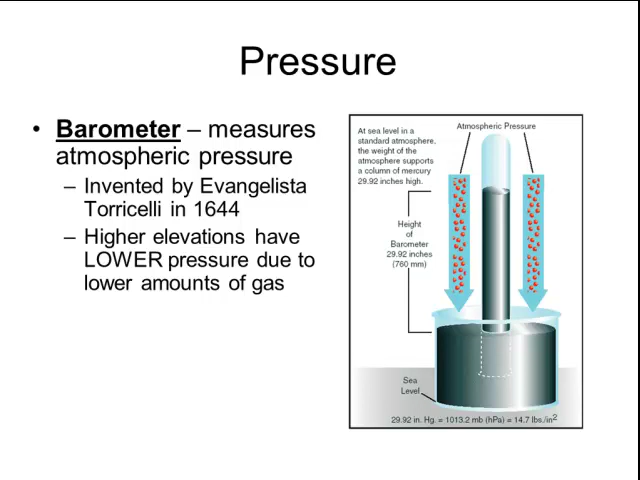 Pressure
• Barometer – measures
atmospheric pressure
– Invented by Evangelista
Torricelli in 1644
– Higher elevations have
LOWER pressure due to
lower amounts of gas
At sea level in a
standard atmosphere,
the weight of the
atmosphere supports
a column of mercury
29.92 inches high.
Atmospheric Pressure
Height
of
Barometer
29.92 inches
(760 mm)
Sea
Level
29.92 in. Hg. = 1013.2 mb (hPa) = 14.7 lbs./in2